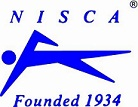 NISCA ®
Founded 1934